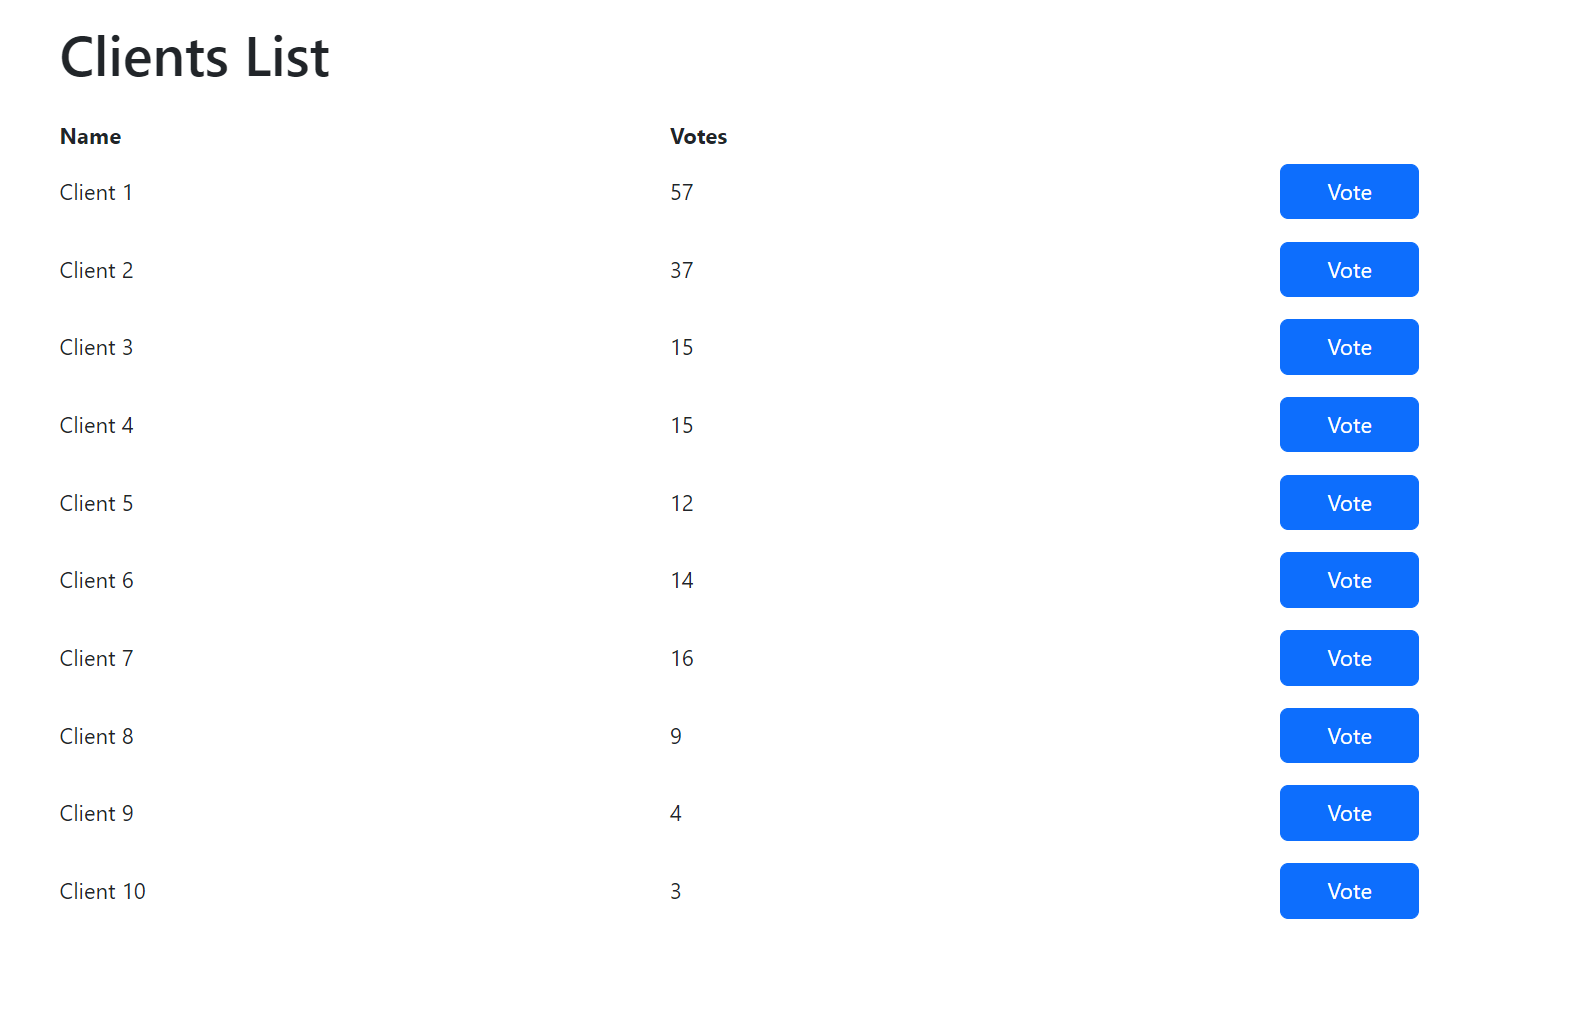 Clients List
Name Votes
Client 1 57 Vote
Client 2 37 Vote
Client 3 15 Vote
Client 4 15 Vote
Client 5 12 Vote
Client 6 14 Vote
Client 7 16 Vote
Client 8 9 Vote
Client 9 4 Vote
Client 10 3 Vote